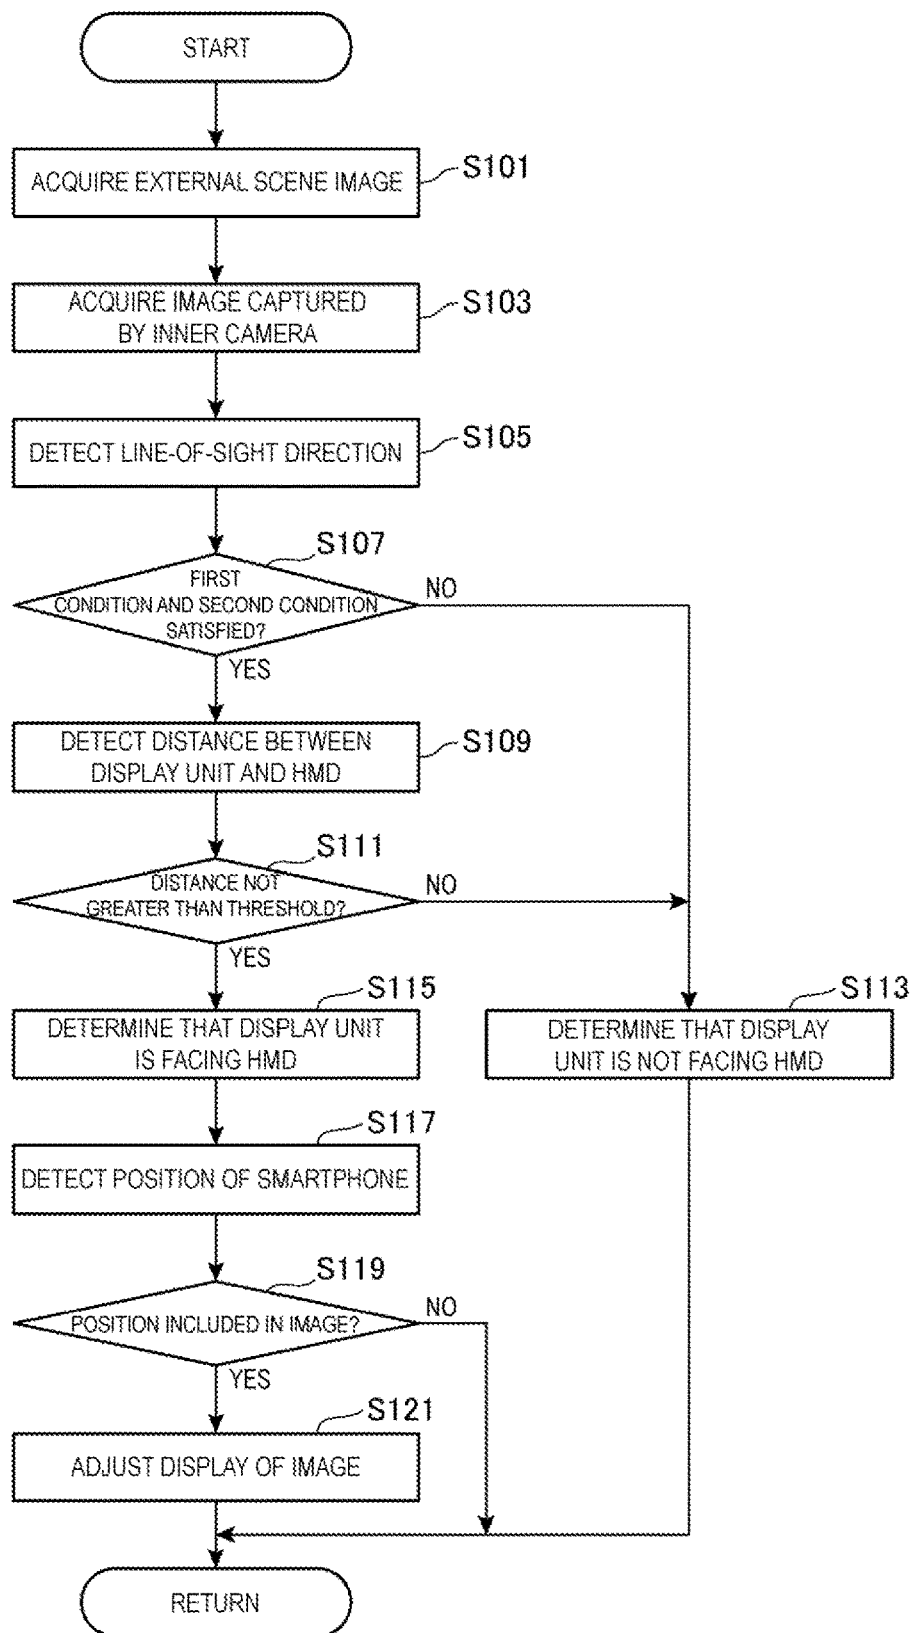 START
ACQUIRE EXTERNAL SCENE IMAGE
S101
ACQUIRE IMAGE CAPTURED
BY INNER CAMERA
S103
DETECT LINE-OF-SIGHT DIRECTION
S105
S107
FIRST
CONDITION AND SECOND CONDITION
SATISFIED?
NO
YES
DETECT DISTANCE BETWEEN
DISPLAY UNIT AND HMD
S109
S111
DISTANCE NOT
GREATER THAN THRESHOLD?
NO
YES
S115
DETERMINE THAT DISPLAY UNIT
IS FACING HMD
S113
DETERMINE THAT DISPLAY
UNIT IS NOT FACING HMD
S117
DETECT POSITION OF SMARTPHONE
S119
POSITION INCLUDED IN IMAGE?
NO
YES
S121
ADJUST DISPLAY OF IMAGE
RETURN